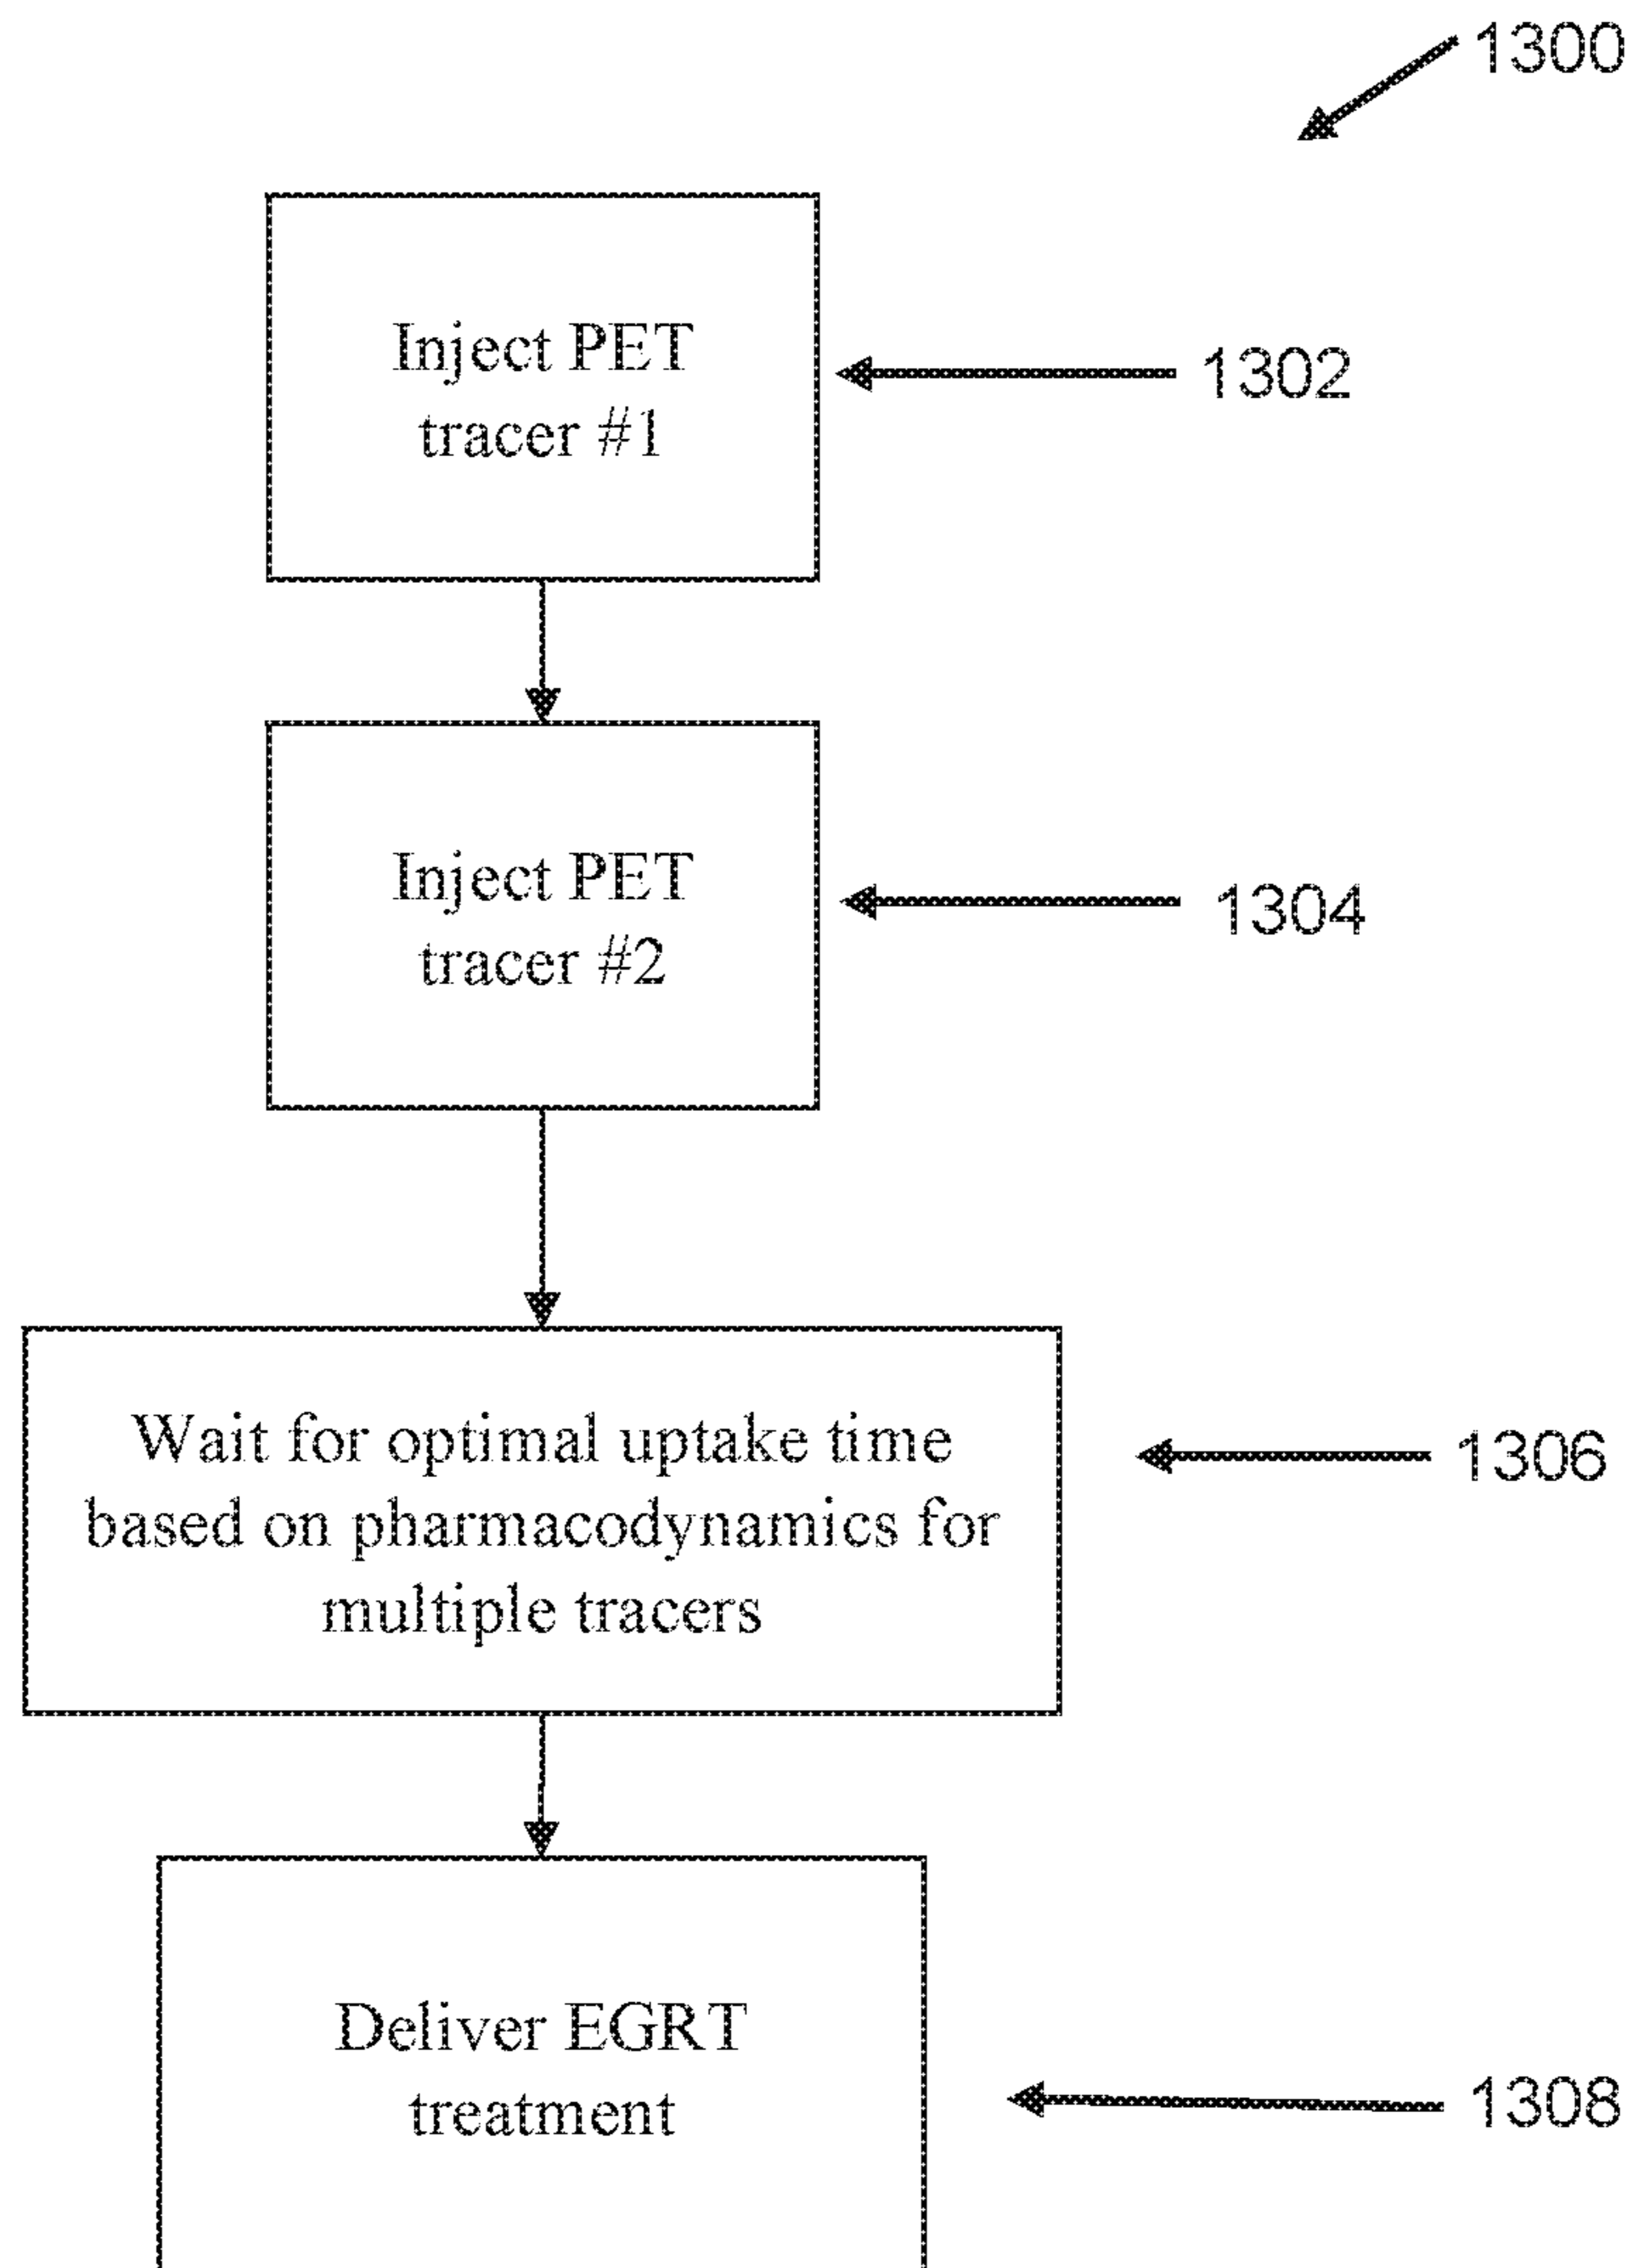 1300
Inject PET
tracer #1
1302
Inject PET
tracer #2
1304
Wait for optimal uptake time
based on pharmacodynamics for
multiple tracers
1306
Deliver EGRT
treatment
1308